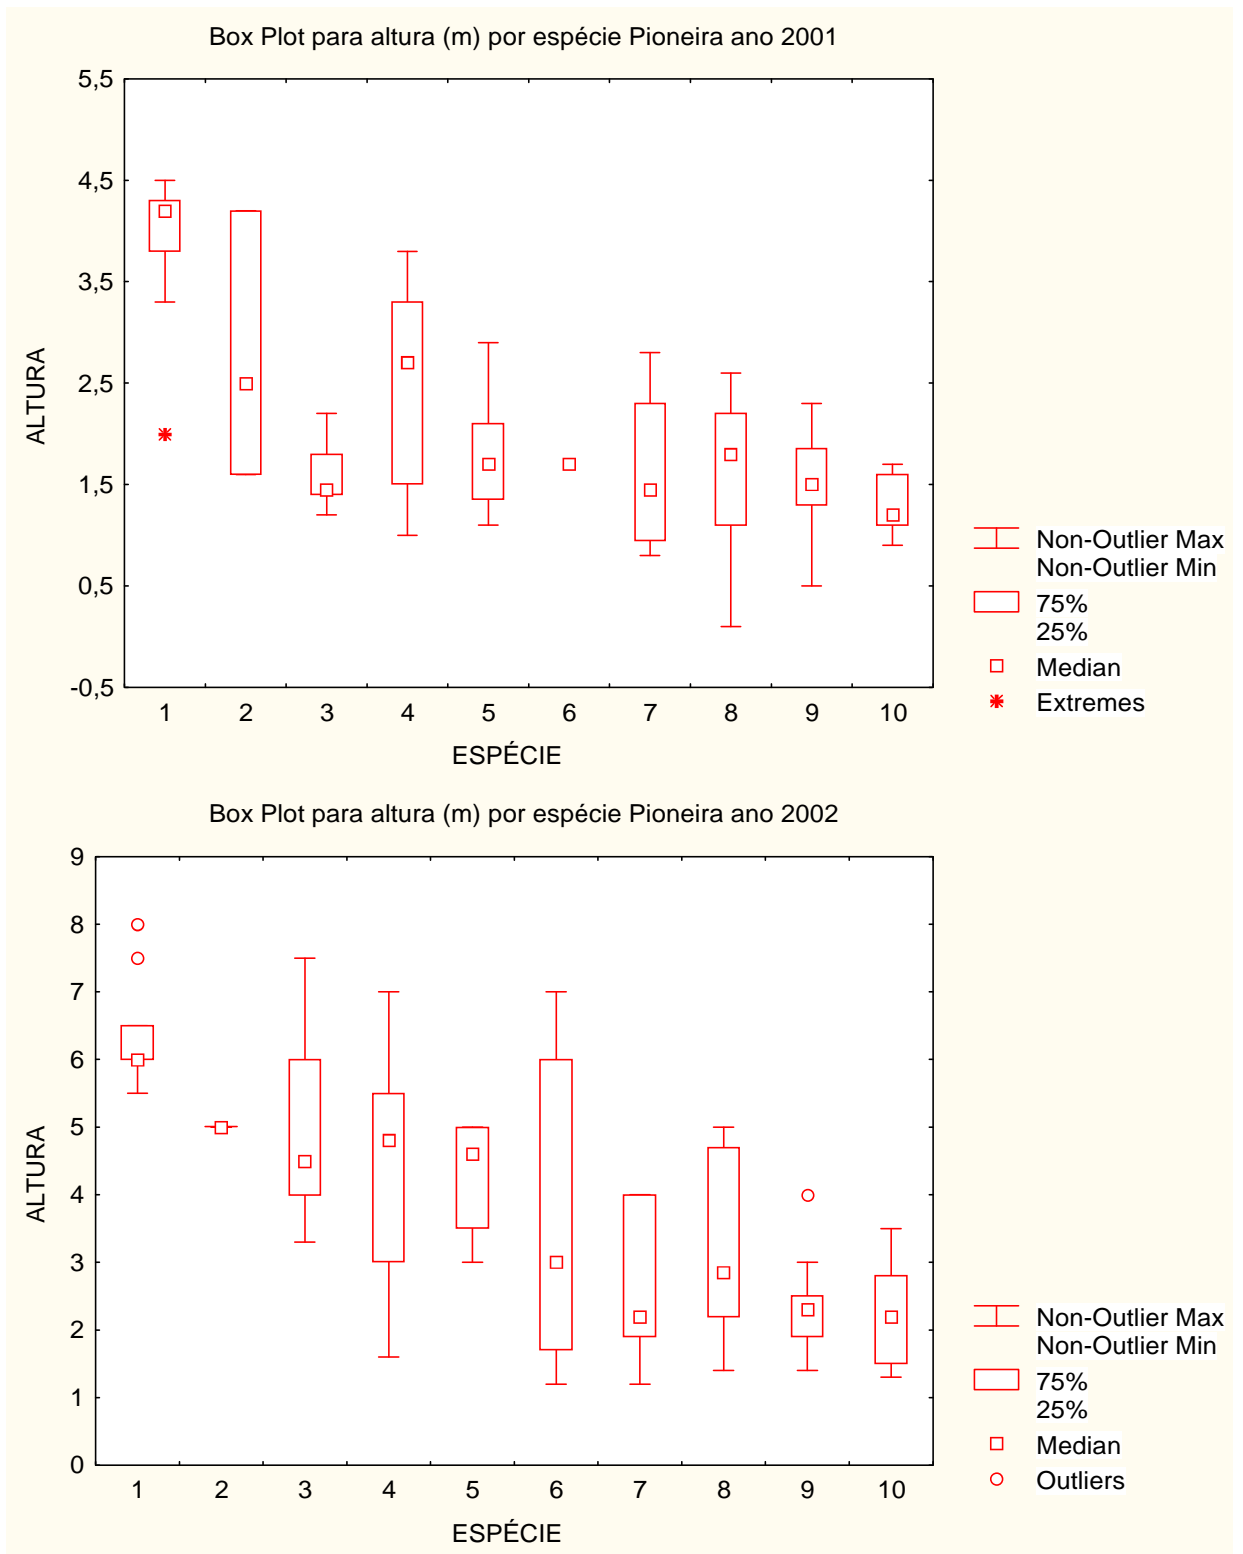 Box Plot para altura (m) por espécie Pioneira ano 2001
5,5
4,5
3,5
2,5
1,5
0,5
-0,5
ALTURA
1 2 3 4 5 6 7 8 9 10
ESPÉCIE
Non-Outlier Max
Non-Outlier Min
75%
25%
Median
Extremes
Box Plot para altura (m) por espécie Pioneira ano 2002
9
8
7
6
5
4
3
2
1
0
ALTURA
1 2 3 4 5 6 7 8 9 10
ESPÉCIE
Non-Outlier Max
Non-Outlier Min
75%
25%
Median
Outliers